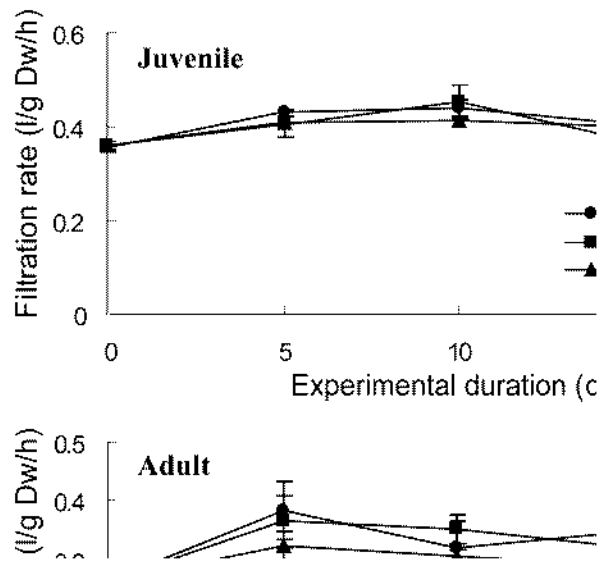 0.6
Juvenile
Filtration rate (l/g Dw/h)
0.4
0.2
0
0
5
10
Experimental duration (
0.5
Adult
(l/g Dw/h)
0.4